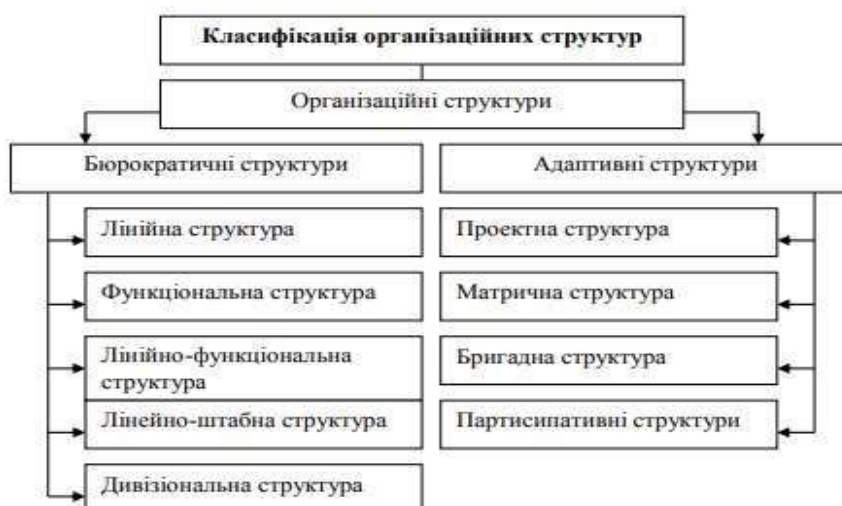 Класифікація організаційних структур
Організаційні структури
Бюрократичні структури
Адаптивні структури
Лінійна структура
Проектна структура
Функціональна структура
Матрична структура
Лінійно-функціональна
структура
Бригадна структура
Лінейно-штабна структура
Партисипативні структури
Дивізіональна структура